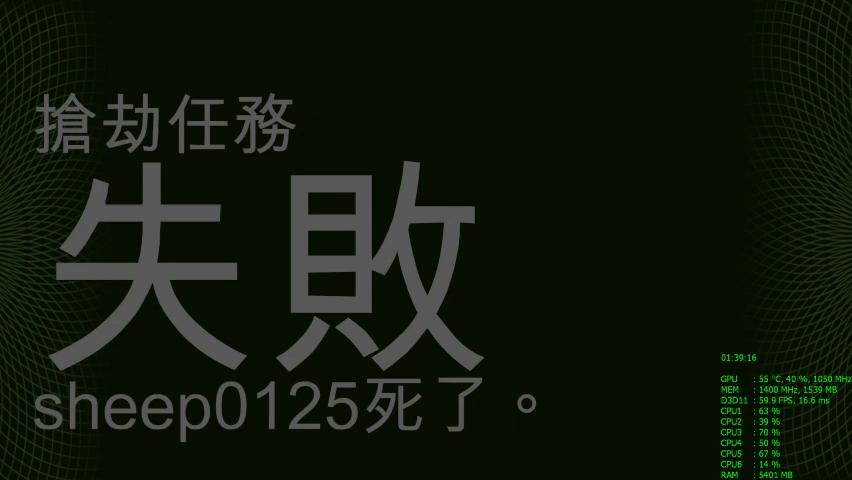 搶劫任務
失敗
sheep0125死了。
01:39:16
GPU : 55 °C, 40 %, 1050 MHz
MEM : 1400 MHz, 1539 MB
D3D11 : 59.9 FPS, 16.6 ms
CPU1 : 63 %
CPU2 : 39 %
CPU3 : 70 %
CPU4 : 50 %
CPU5 : 67 %
CPU6 : 14 %
RAM : 5401 MB